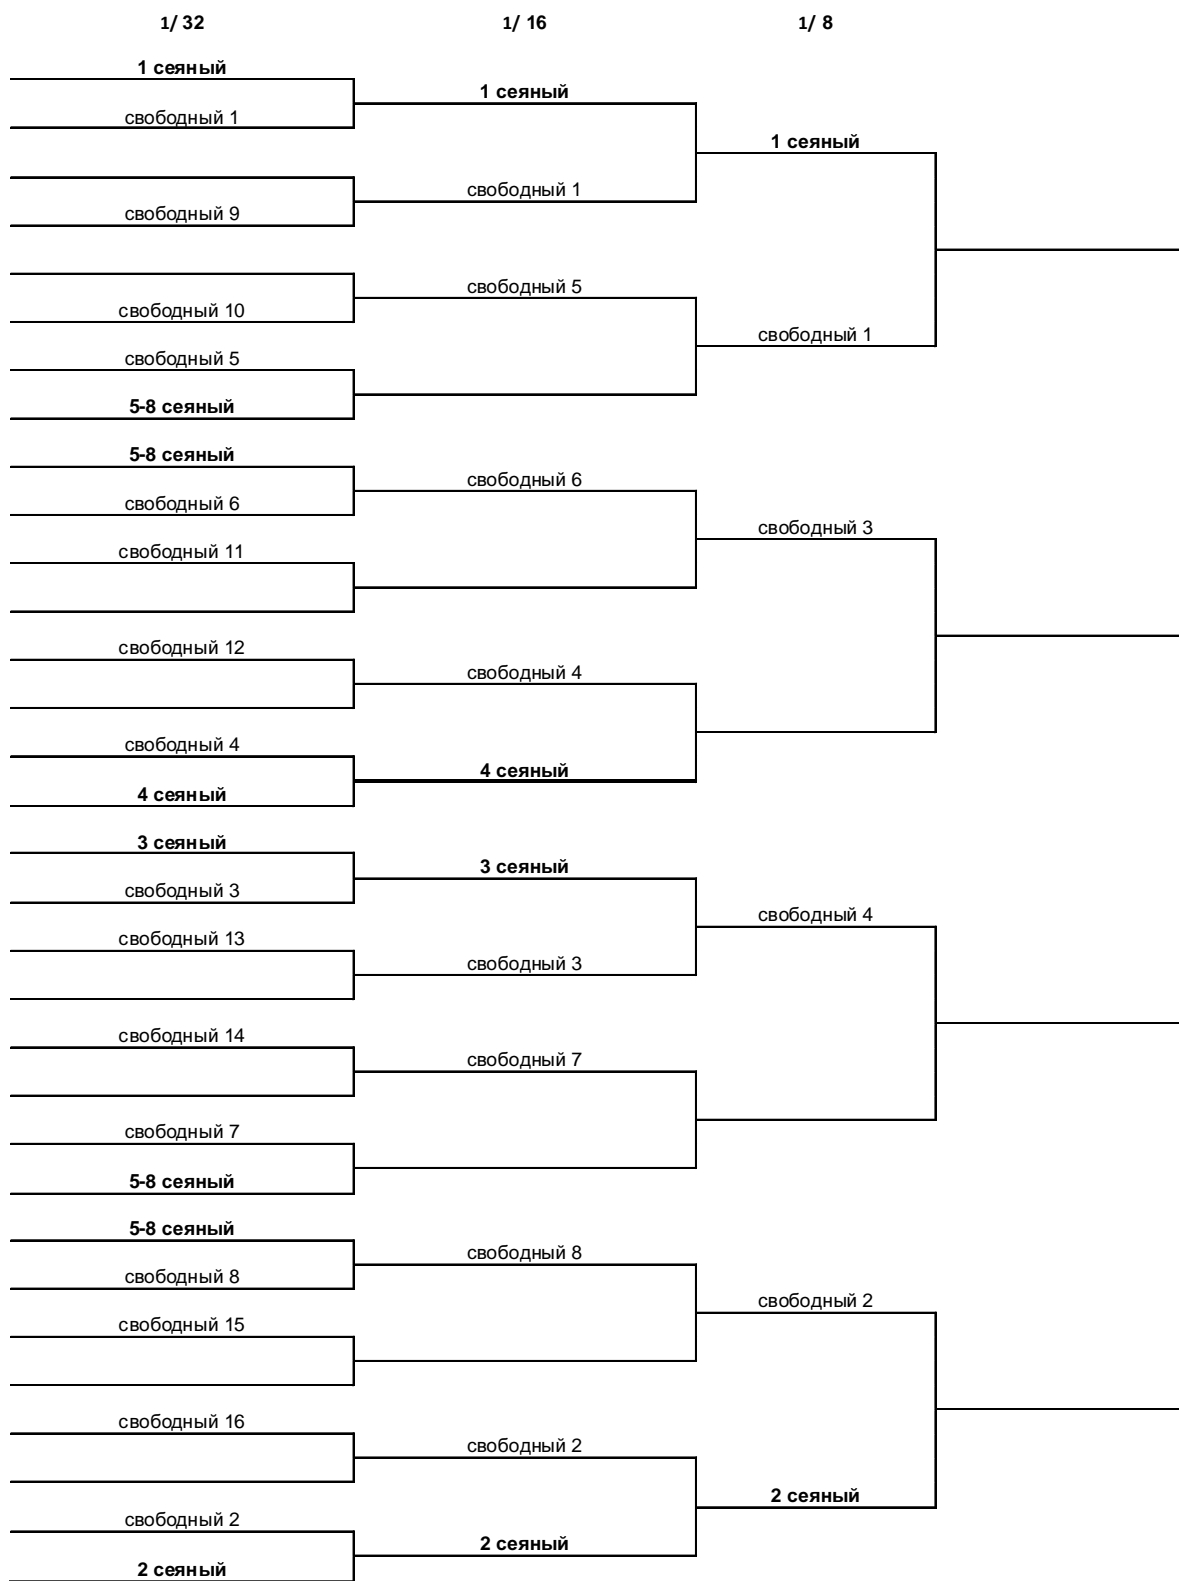 1/ 32 1/ 16 1/ 8
1 сеяный
1 сеяный
свободный 1
1 сеяный
свободный 1
свободный 9
свободный 5
свободный 10
свободный 1
свободный 5
5-8 сеяный
5-8 сеяный
свободный 6
свободный 6
свободный 3
свободный 11
свободный 12
свободный 4
свободный 4
4 сеяный
4 сеяный
3 сеяный
3 сеяный
свободный 3
свободный 4
свободный 13
свободный 3
свободный 14
свободный 7
свободный 7
5-8 сеяный
5-8 сеяный
свободный 8
свободный 8
свободный 2
свободный 15
свободный 16
свободный 2
2 сеяный
свободный 2
2 сеяный
2 сеяный